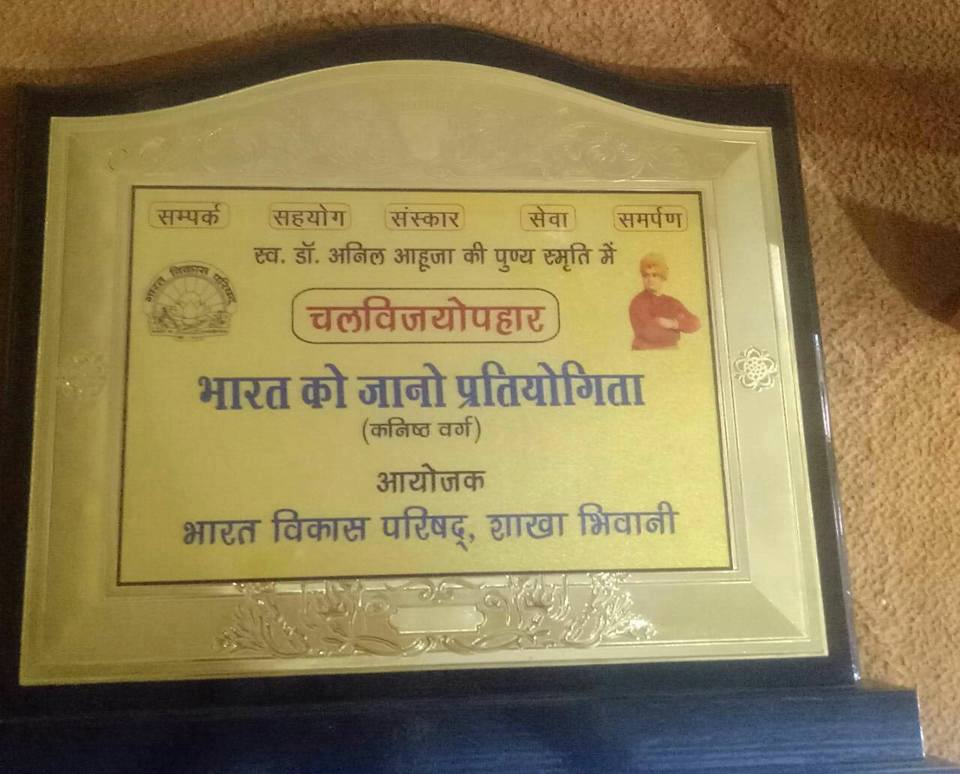 सम्पर्क सहयोग संस्कार सेवा समर्पण
स्व. डॉ. अनिल आहूजा की पुण्य स्मृति में
भारत विकास परिषद्
चलविजयोपहार
भारत को जानो प्रतियोगिता
(कनिष्ठ वर्ग)
आयोजक
भारत विकास परिषद्, शाखा भिवानी